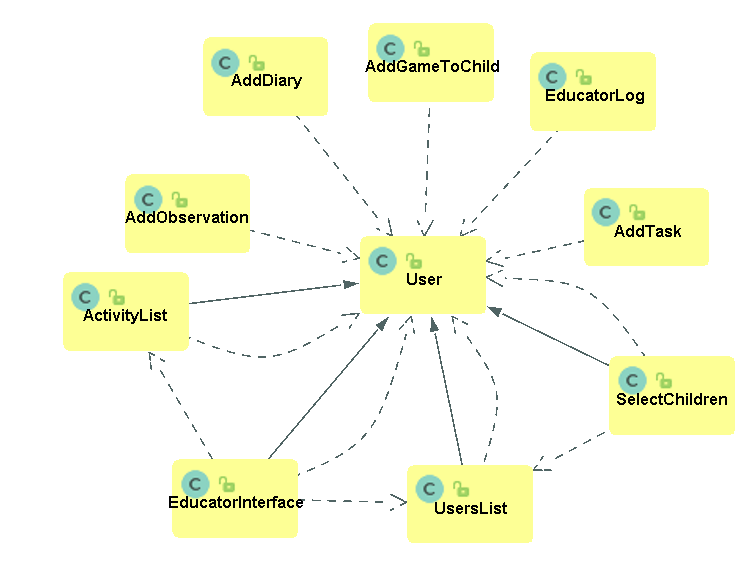 C
AddDiary
C
AddGameToChild
C
EducatorLog
C
AddObservation
C
AddTask
C
User
C
ActivityList
C
SelectChildren
C
EducatorInterface
C
UsersList